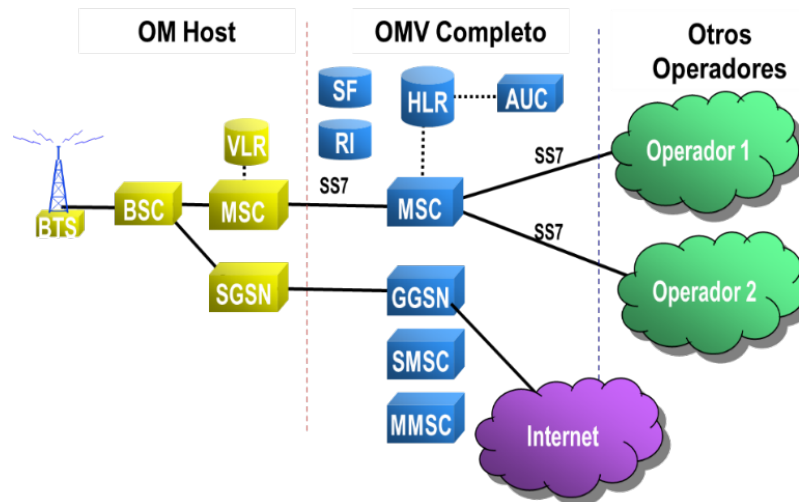 OM Host
OMV Completo
Otros
Operadores
SF
HLR
AUC
VLR
RI
SS7
SS7
Operador 1
BTS
BSC
MSC
MSC
SS7
Operador 2
SGSN
GGSN
SMSC
MMSC
Internet